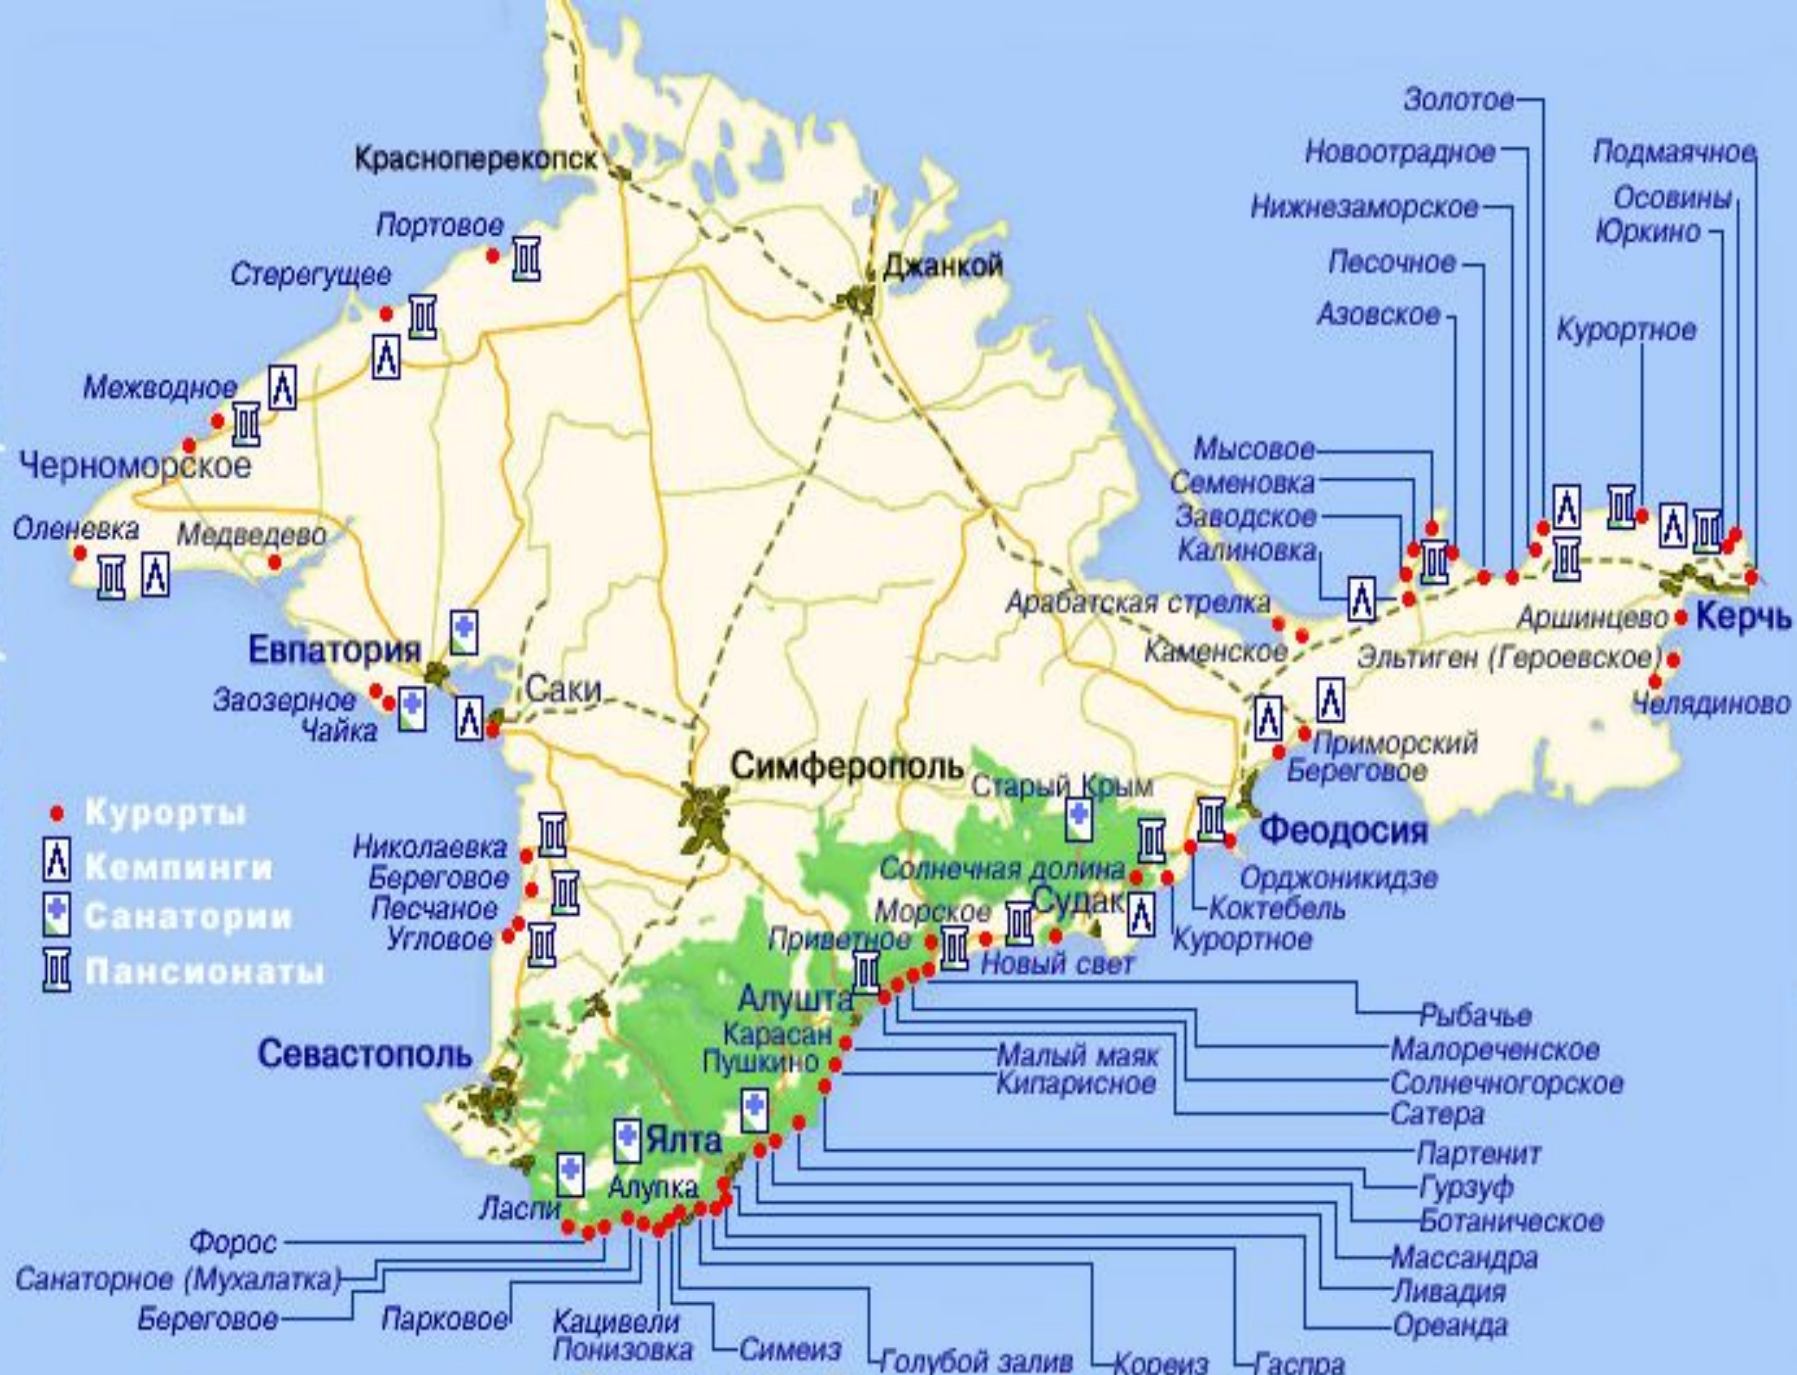 Золотое
Новоотрадное
Подмаячное
Красноперекопск
Осовины
Нижнезаморское
Портовое
Юркино
Песочное
Джанкой
Стерегущее
Азовское
Курортное
Межводное
Мысовое
Черноморское
Семеновка
Заводское
Оленевка
Медведево
Калиновка
Арабатская стрелка
Аршинцево
Керчь
Евпатория
Каменское
Эльтиген (Героевское)
Саки
Заозерное
Чайка
Челядиново
Приморский
Береговое
Симферополь
Старый Крым
Курорты
Феодосия
Николаевка
Кемпинги
Солнечная долина
Береговое
Орджоникидзе
Песчаное
Судак
Коктебель
Санатории
Морское
Угловое
Приветное
Курортное
Новый свет
Пансионаты
Алушта
Рыбачье
Карасан
Севастополь
Малый маяк
Малореченское
Пушкино
Кипарисное
Солнечногорское
Сатера
Ялта
Партенит
Алупка
Гурзуф
Ласпи
Ботаническое
Форос
Массандра
Санаторное (Мухалатка)
Ливадия
Береговое
Парковое
Кацивели
Ореанда
Понизовка
Симеиз
Голубой залив
Кореиз
Гаспра